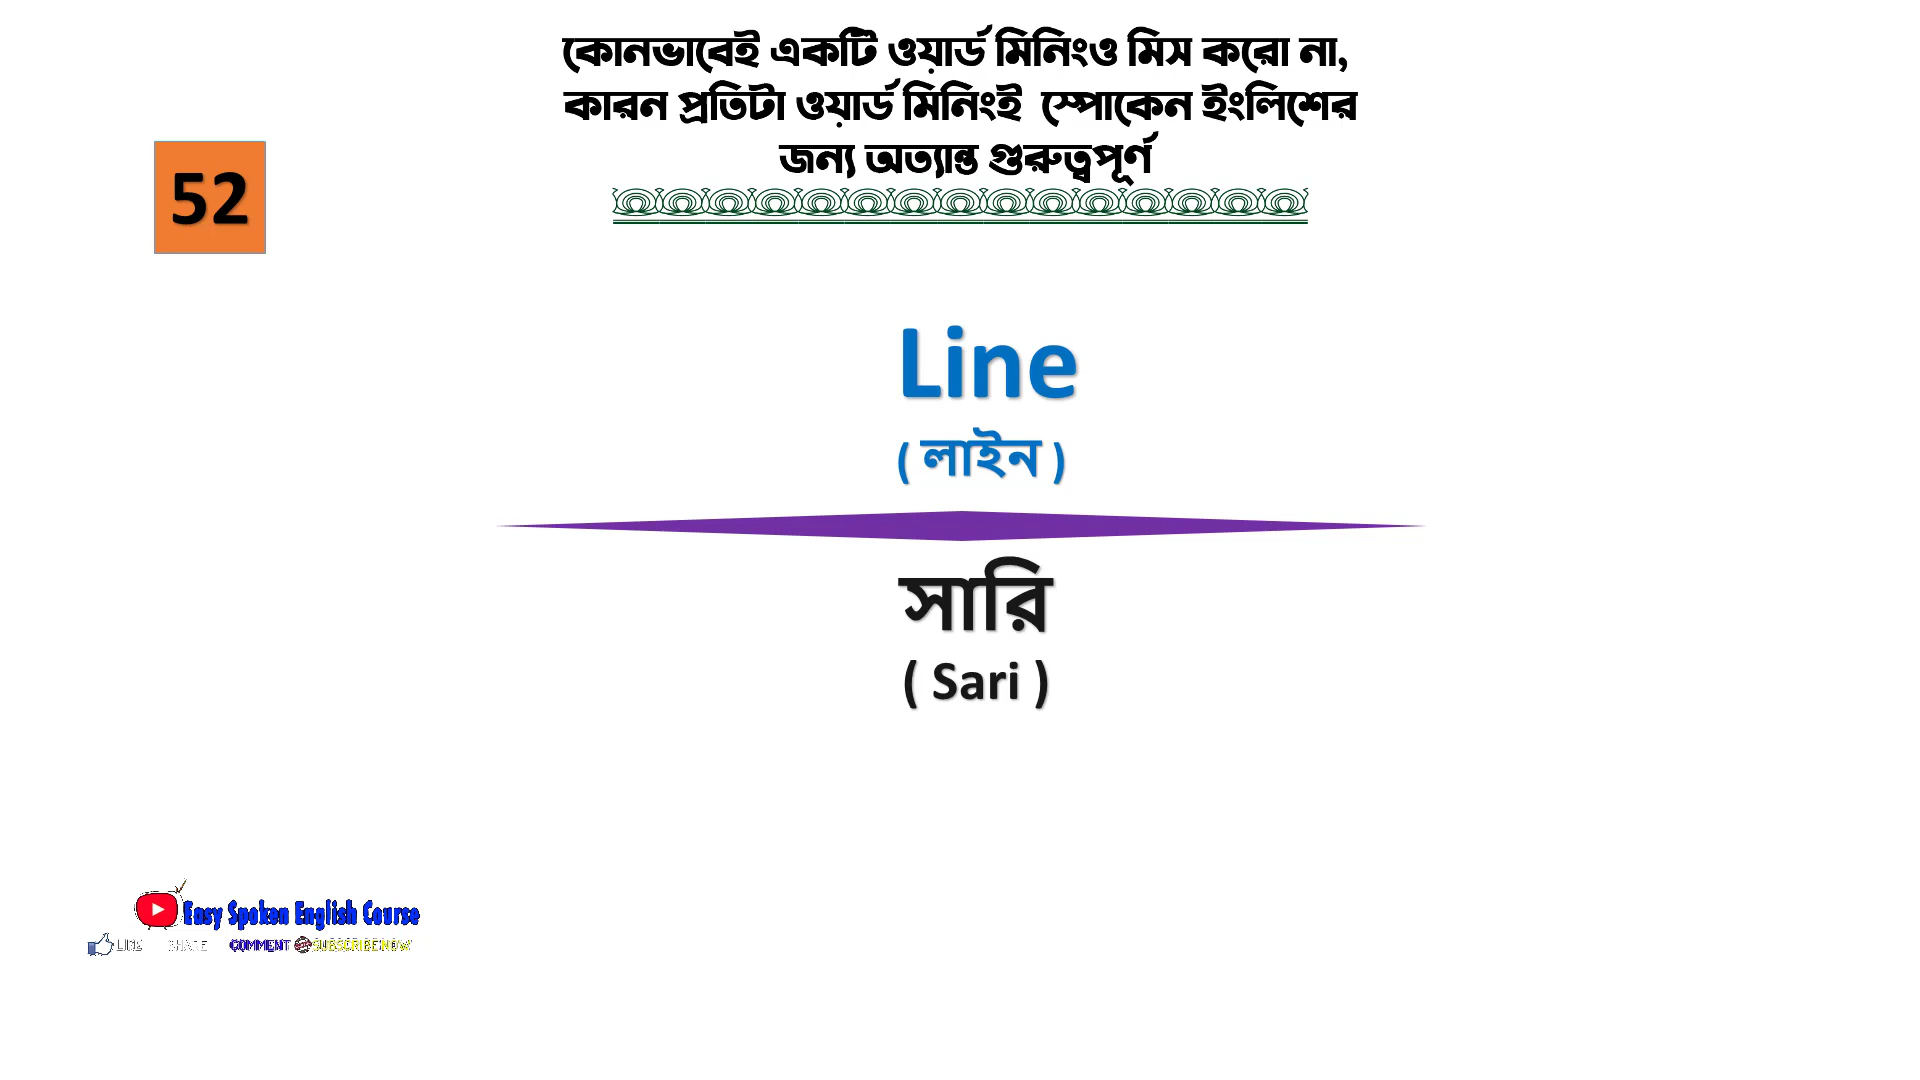 কোনভাবেই একটি ওয়ার্ড মিনিংও মিস করো না,
কারন প্রতিটা ওয়ার্ড মিনিংই স্পোকেন ইংলিশের
জন্য অত্যান্ত গুরুত্বপূর্ণ
52
Line
( লাইন )
সারি
( Sari )
Easy Spoken English Course
LIKE SHARE COMMENT SUBSCRIBE NOW